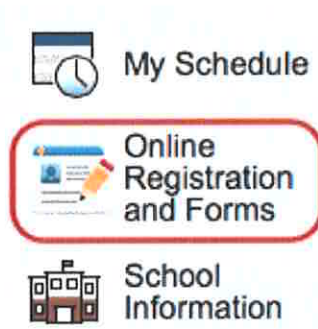 My Schedule
Online
Registration
and Forms
School
Information